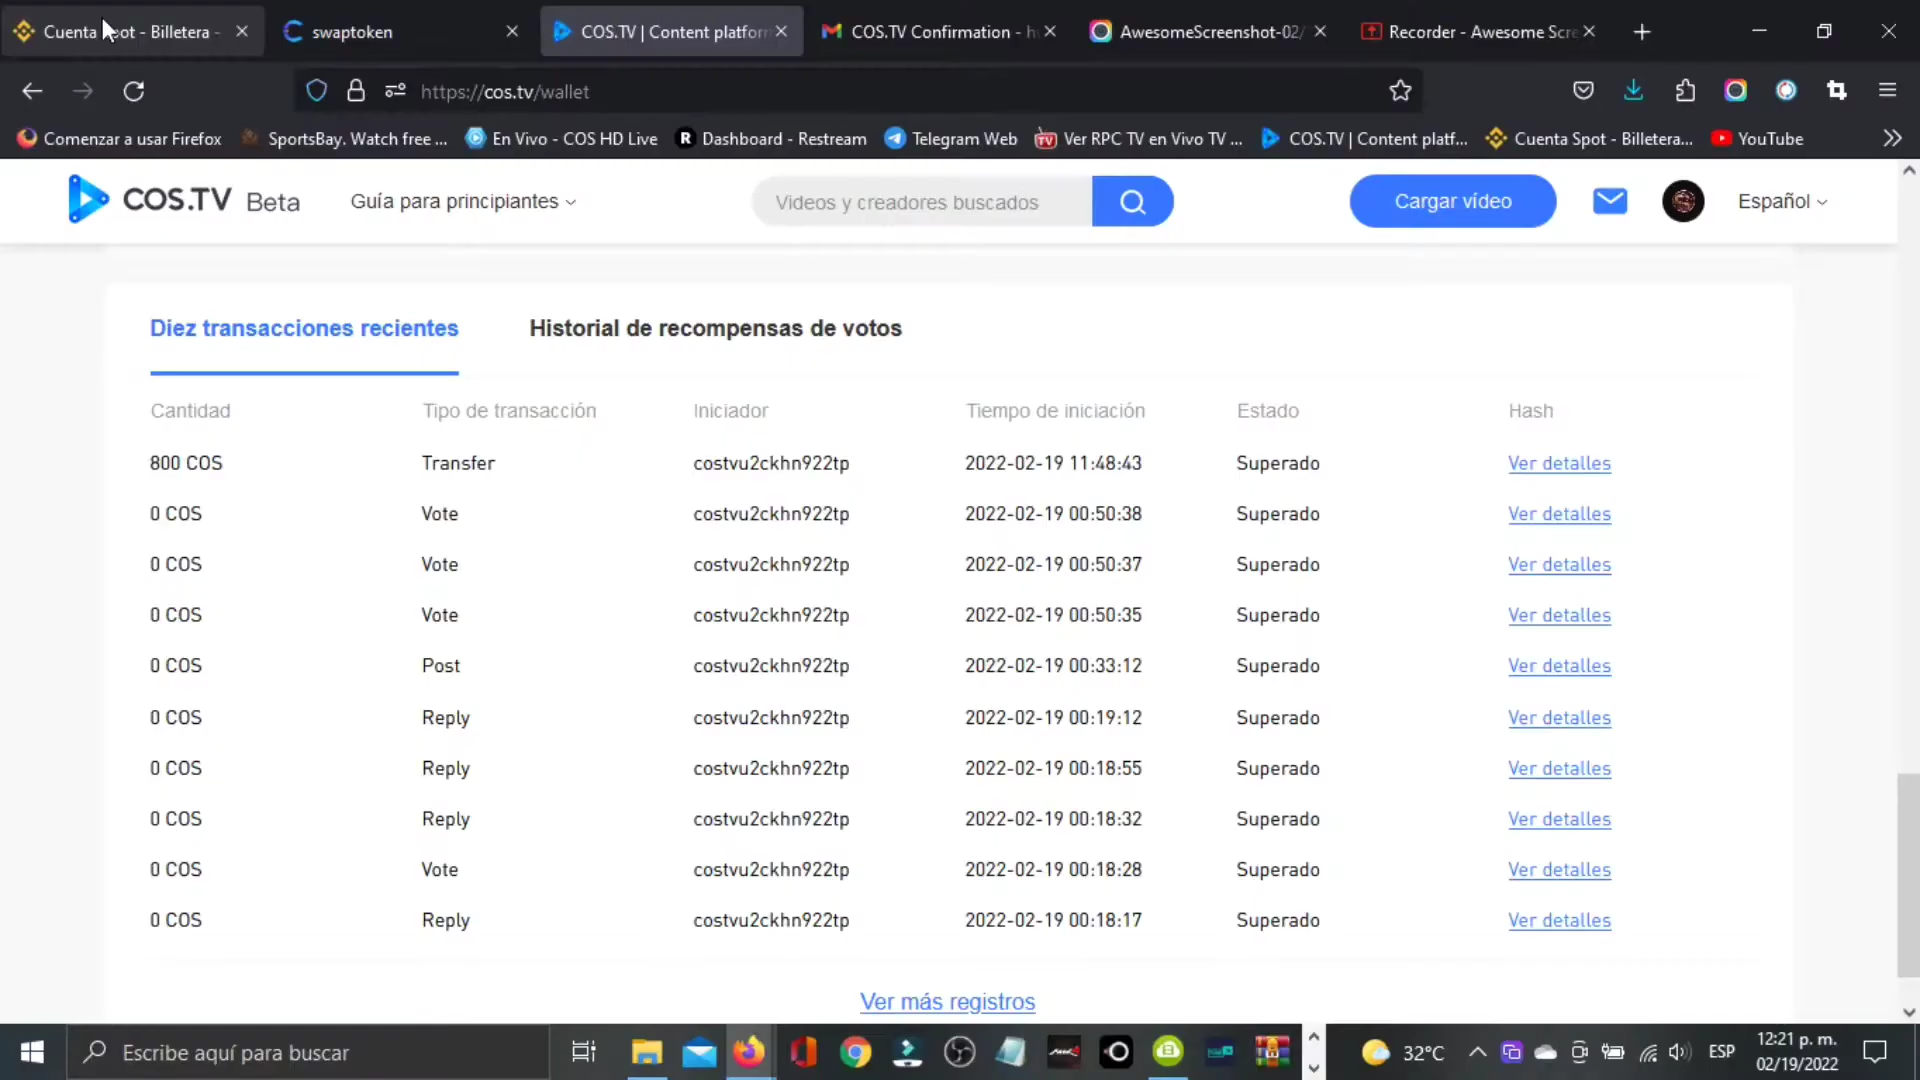 Cuenta Spot - Billetera -
swaptoken
COS.TV | Content platfor
COS.TV Confirmation - h
AwesomeScreenshot-02/
Recorder - Awesome Scre
https://cos.tv/wallet
Comenzar a usar Firefox
SportsBay. Watch free ...
En Vivo - COS HD Live
Dashboard - Restream
Telegram Web
Ver RPC TV en Vivo TV ...
COS.TV | Content platf...
Cuenta Spot - Billetera...
YouTube
COS.TV Beta
Guía para principiantes
Videos y creadores buscados
Cargar vídeo
Español
Diez transacciones recientes
Historial de recompensas de votos
Cantidad Tipo de transacción Iniciador Tiempo de iniciación Estado Hash
800 COS Transfer costvu2ckhn922tp 2022-02-19 11:48:43 Superado Ver detalles
0 COS Vote costvu2ckhn922tp 2022-02-19 00:50:38 Superado Ver detalles
0 COS Vote costvu2ckhn922tp 2022-02-19 00:50:37 Superado Ver detalles
0 COS Vote costvu2ckhn922tp 2022-02-19 00:50:35 Superado Ver detalles
0 COS Post costvu2ckhn922tp 2022-02-19 00:33:12 Superado Ver detalles
0 COS Reply costvu2ckhn922tp 2022-02-19 00:19:12 Superado Ver detalles
0 COS Reply costvu2ckhn922tp 2022-02-19 00:18:55 Superado Ver detalles
0 COS Reply costvu2ckhn922tp 2022-02-19 00:18:32 Superado Ver detalles
0 COS Vote costvu2ckhn922tp 2022-02-19 00:18:28 Superado Ver detalles
0 COS Reply costvu2ckhn922tp 2022-02-19 00:18:17 Superado Ver detalles
Ver más registros
Escribe aquí para buscar
32°C
ESP
12:21 p. m.
02/19/2022